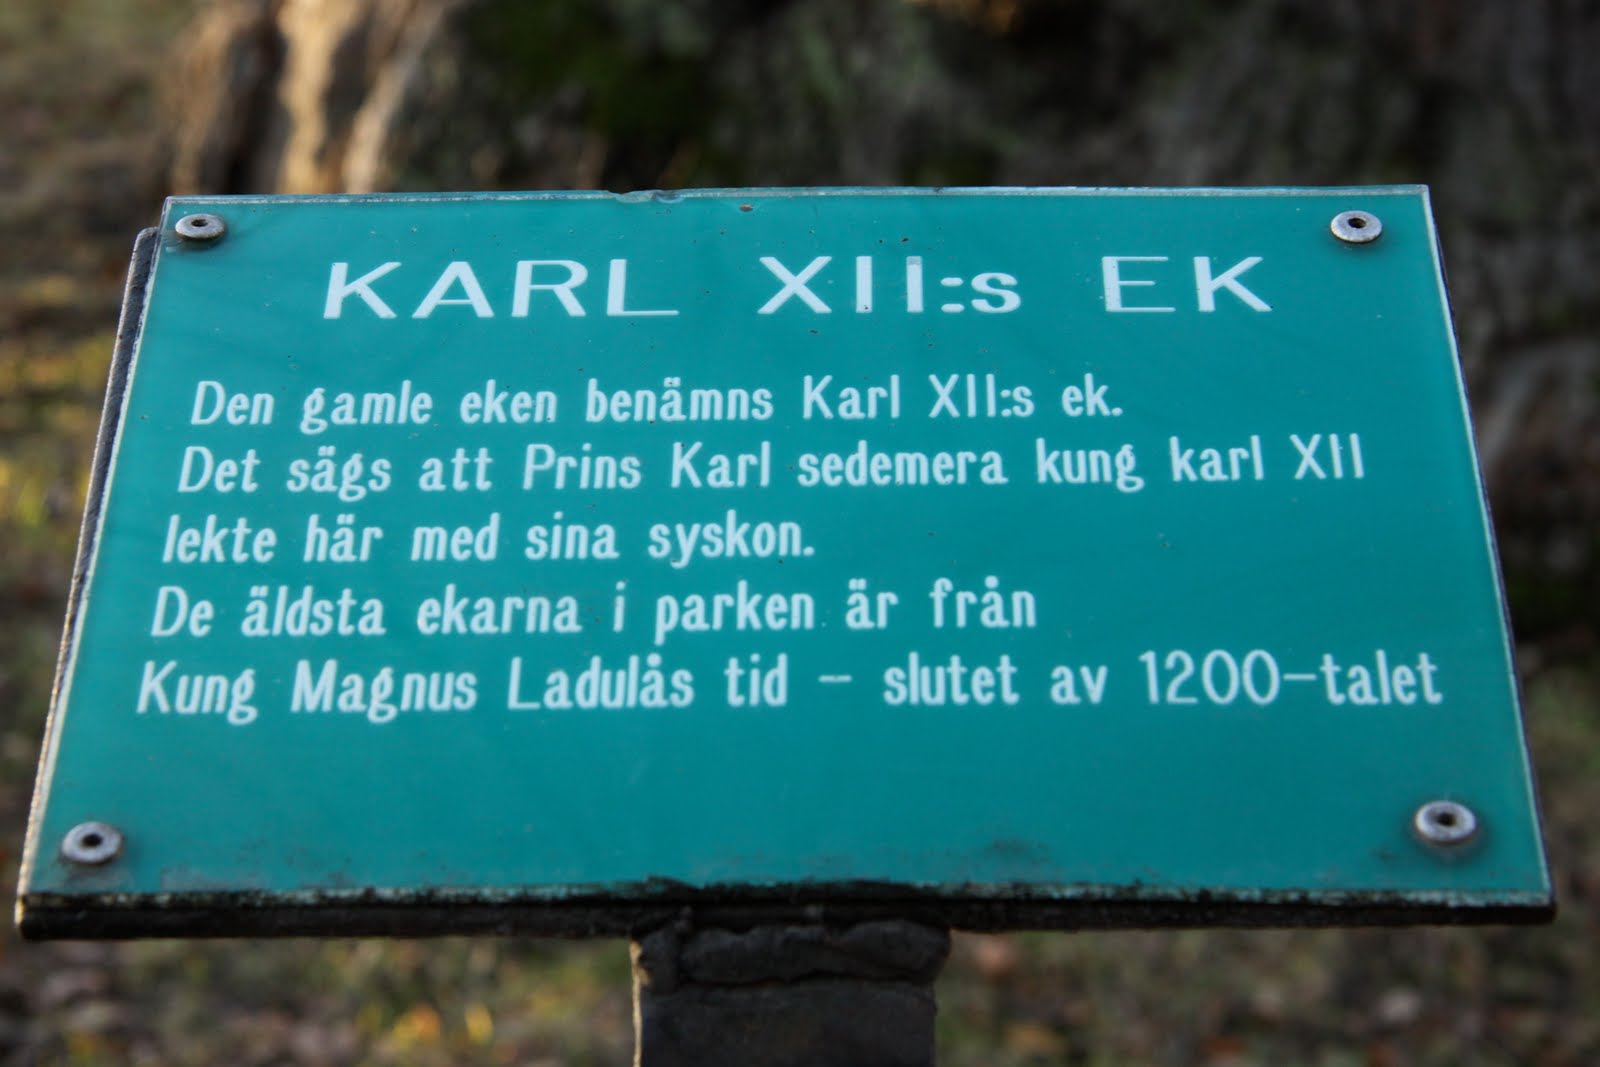 KARL XII:s EK
Den gamle eken benämns Karl XII:s ek.
Det sägs att Prins Karl sedemera kung karl XII
lekte här med sina syskon.
De äldsta ekarna i parken är från
Kung Magnus Ladulås tid – slutet av 1200-talet